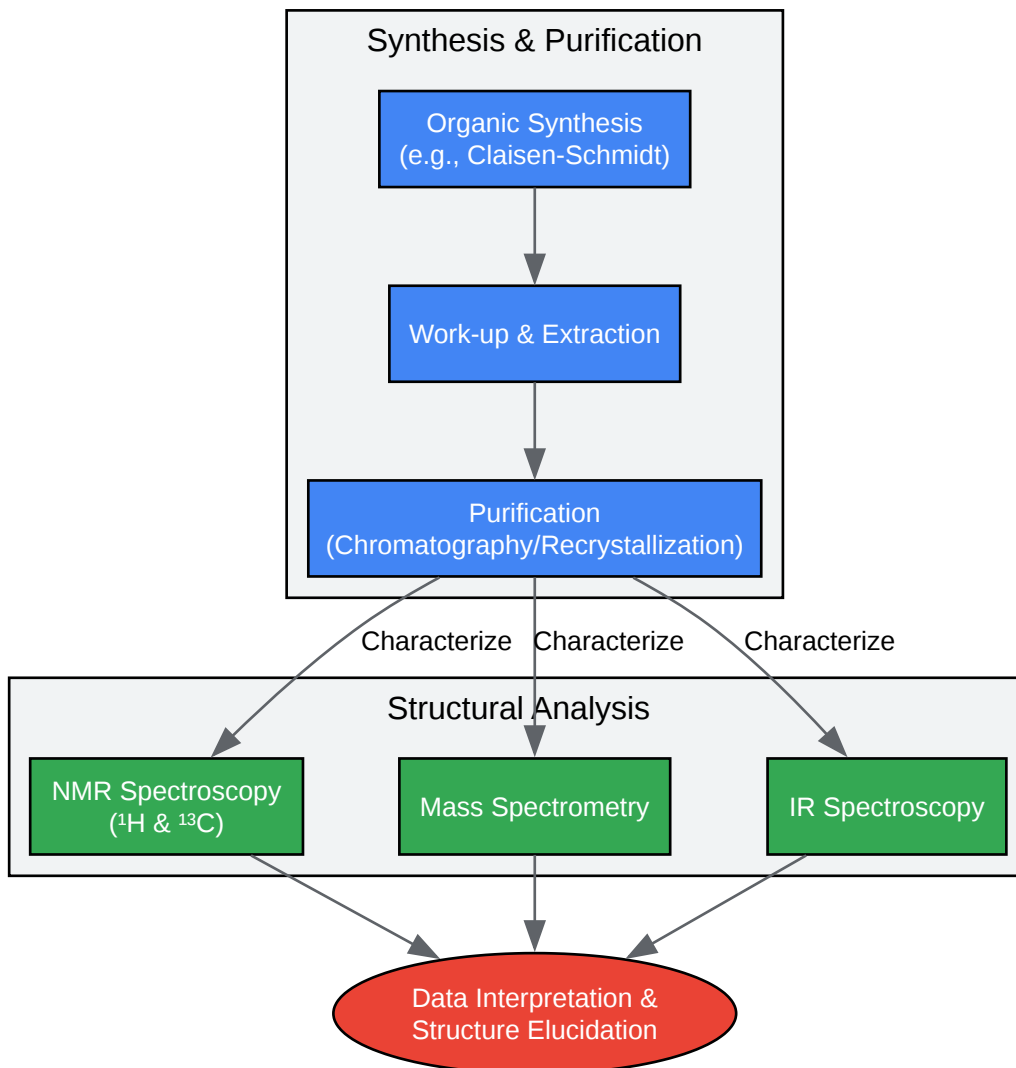 Synthesis & Purification
Organic Synthesis
(e.g., Claisen-Schmidt)
Work-up & Extraction
Purification
(Chromatography/Recrystallization)
Characterize
Characterize
Characterize
Structural Analysis
NMR Spectroscopy
(¹H & ¹³C)
Mass Spectrometry
IR Spectroscopy
Data Interpretation &
Structure Elucidation